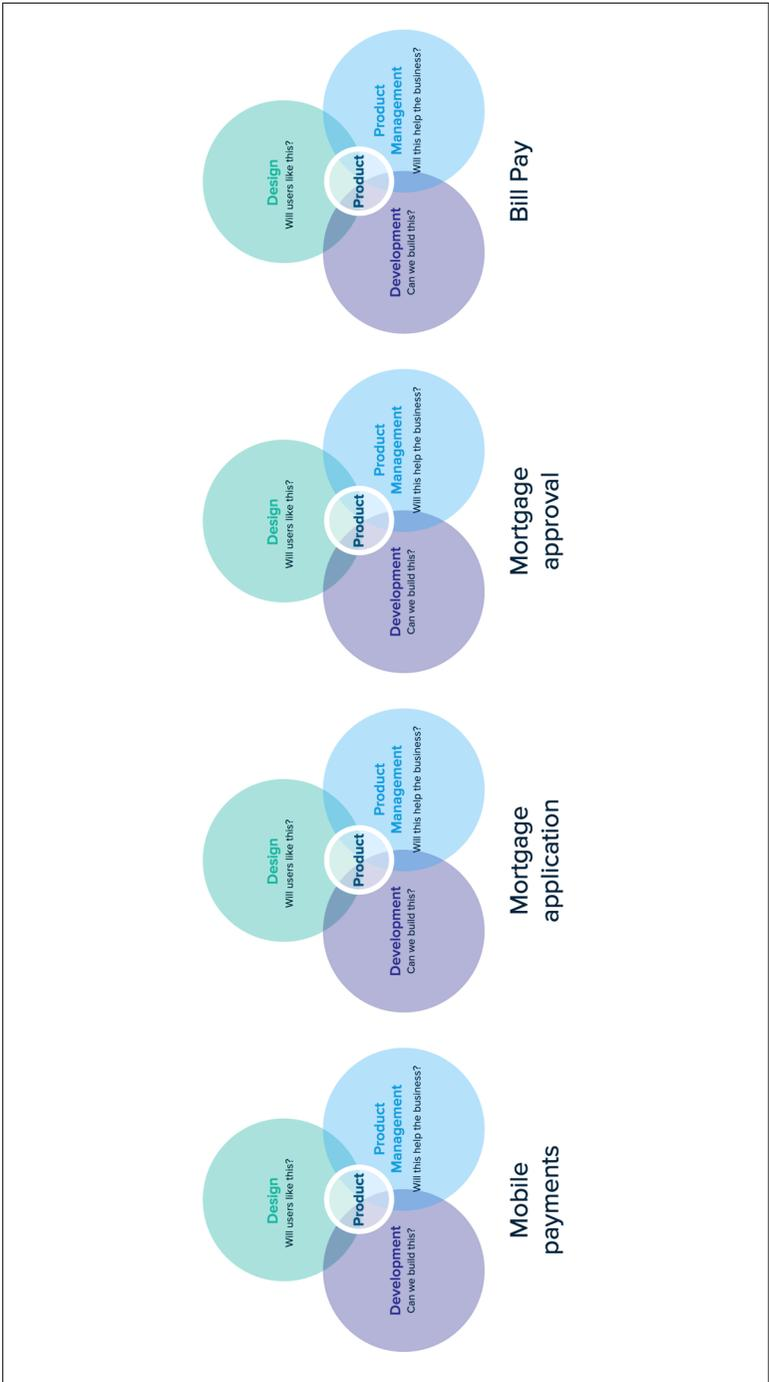 Design
Will users like this?
Product
Development
Can we build this?
Product
Management
Will this help the business?
Mobile
payments
Design
Will users like this?
Product
Development
Can we build this?
Product
Management
Will this help the business?
Mortgage
application
Design
Will users like this?
Product
Development
Can we build this?
Product
Management
Will this help the business?
Mortgage
approval
Design
Will users like this?
Product
Development
Can we build this?
Product
Management
Will this help the business?
Bill Pay